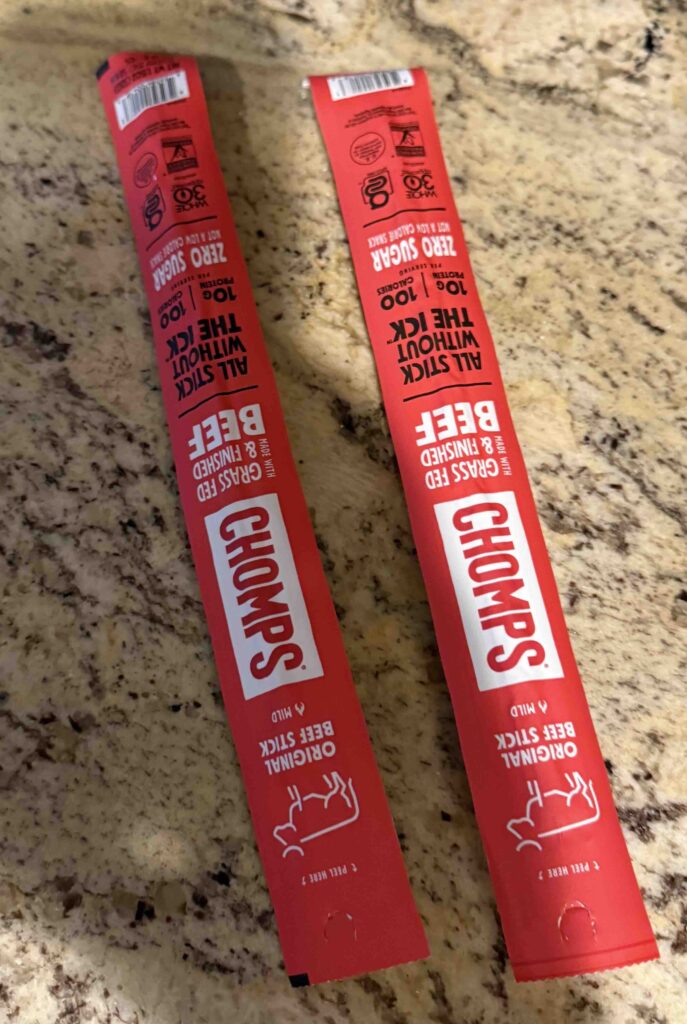 ↑ PEEL HERE ↑
ORIGINAL
BEEF STICK
MILD
CHOMPS®
MADE WITH
GRASS FED
& FINISHED
BEEF
ALL STICK
WITHOUT
THE ICK™
10G PROTEIN | 100 CALORIES
PER SERVING
ZERO SUGAR
NOT A LOW CALORIE SNACK
WHOLE 30
↑ PEEL HERE ↑
ORIGINAL
BEEF STICK
MILD
CHOMPS®
MADE WITH
GRASS FED
& FINISHED
BEEF
ALL STICK
WITHOUT
THE ICK™
10G PROTEIN | 100 CALORIES
PER SERVING
ZERO SUGAR
NOT A LOW CALORIE SNACK
WHOLE 30